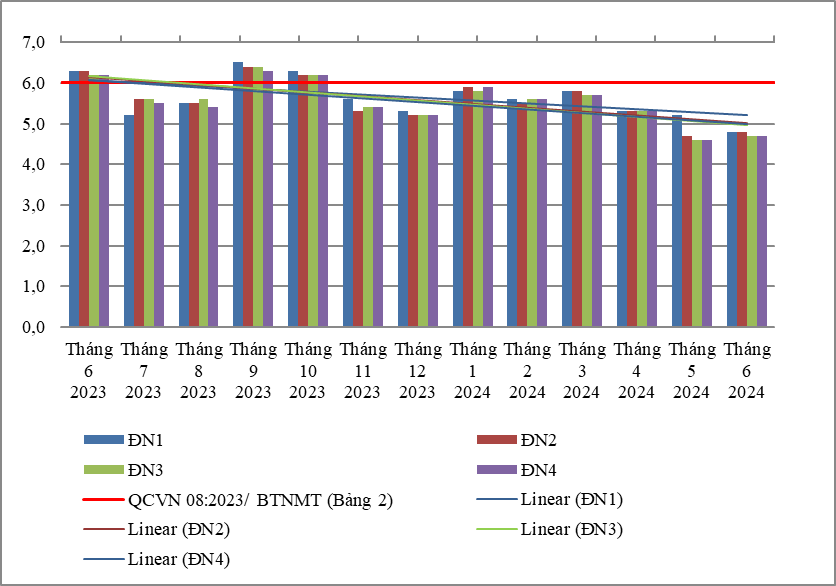 7,0
6,0
5,0
4,0
3,0
2,0
1,0
0,0
Tháng Tháng Tháng Tháng Tháng Tháng Tháng Tháng Tháng Tháng Tháng Tháng Tháng
6 7 8 9 10 11 12 1 2 3 4 5 6
2023 2023 2023 2023 2023 2023 2023 2024 2024 2024 2024 2024 2024
ĐN1 ĐN2
ĐN3 ĐN4
QCVN 08:2023/ BTNMT (Bảng 2) Linear (ĐN1)
Linear (ĐN2) Linear (ĐN3)
Linear (ĐN4)